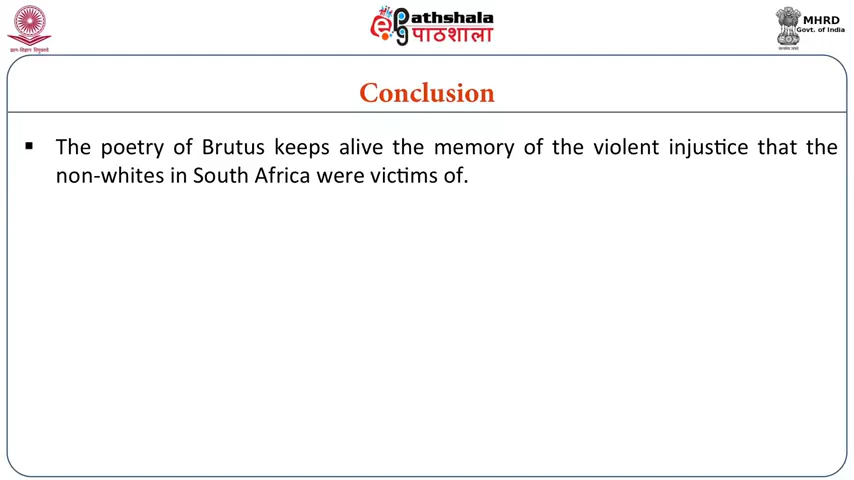 ePathshala
पाठशाला
MHRD
Govt. of India
Conclusion
▪ The poetry of Brutus keeps alive the memory of the violent injustice that the
non-whites in South Africa were victims of.